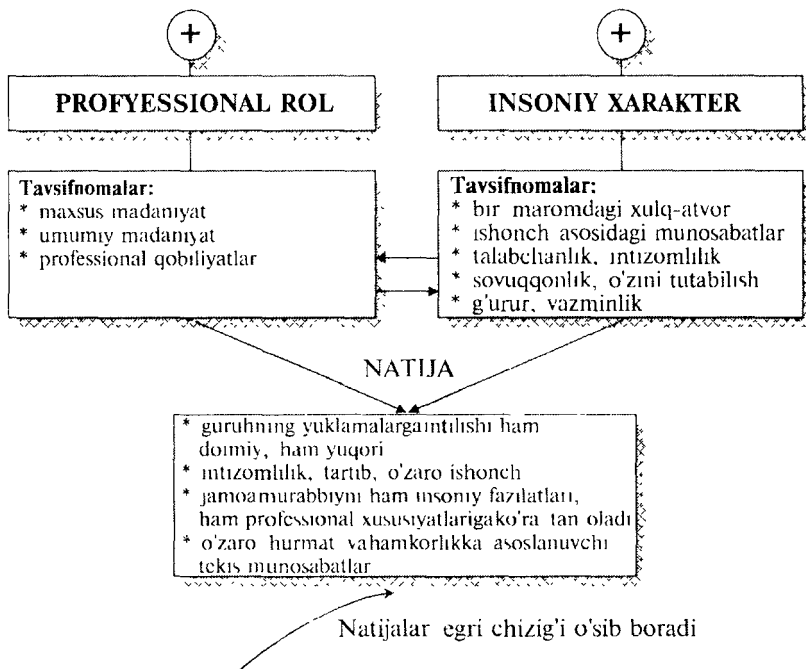 +
+
PROFYESSIONAL ROL
INSONIY XARAKTER
Tavsifnomalar:
* maxsus madaniyat
* umumiy madaniyat
* professional qobiliyatlar
Tavsifnomalar:
* bir maromdagi xulq-atvor
* ishonch asosidagi munosabatlar
* talabchanlik, intizomlilik
* sovuqqonlik, o'zini tutabilish
* g'urur, vazminlik
NATIJA
* guruhning yuklamalargaintilishi ham
doimiy, ham yuqori
* intizomlilik, tartib, o'zaro ishonch
* jamoamurabbiyni ham insoniy fazilatlari,
ham professional xususiyatlarigako'ra tan oladi
* o'zaro hurmat vahamkorlikka asoslanuvchi
tekis munosabatlar
Natijalar egri chizig'i o'sib boradi